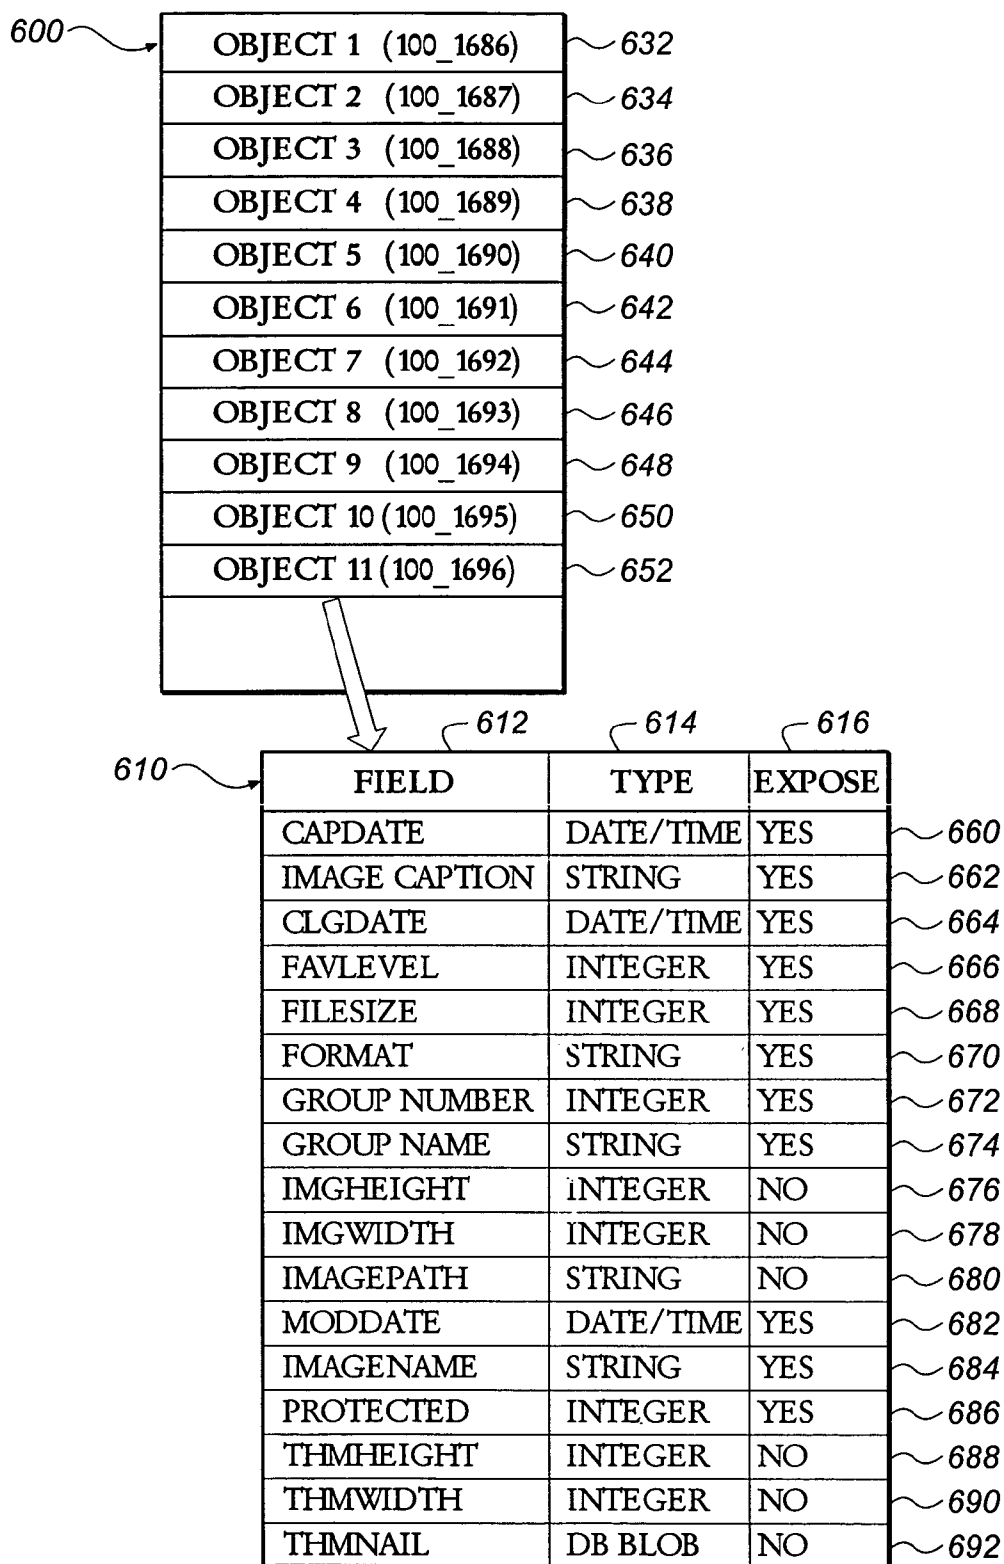 600
OBJECT 1 (100_1686) 632
OBJECT 2 (100_1687) 634
OBJECT 3 (100_1688) 636
OBJECT 4 (100_1689) 638
OBJECT 5 (100_1690) 640
OBJECT 6 (100_1691) 642
OBJECT 7 (100_1692) 644
OBJECT 8 (100_1693) 646
OBJECT 9 (100_1694) 648
OBJECT 10 (100_1695) 650
OBJECT 11 (100_1696) 652
612 614 616
610 FIELD TYPE EXPOSE
CAPDATE DATE/TIME YES 660
IMAGE CAPTION STRING YES 662
CLGDATE DATE/TIME YES 664
FAVLEVEL INTEGER YES 666
FILESIZE INTEGER YES 668
FORMAT STRING YES 670
GROUP NUMBER INTEGER YES 672
GROUP NAME STRING YES 674
IMGHEIGHT INTEGER NO 676
IMGWIDTH INTEGER NO 678
IMAGEPATH STRING NO 680
MODDATE DATE/TIME YES 682
IMAGENAME STRING YES 684
PROTECTED INTEGER YES 686
THMHEIGHT INTEGER NO 688
THMWIDTH INTEGER NO 690
THMNAIL DB BLOB NO 692